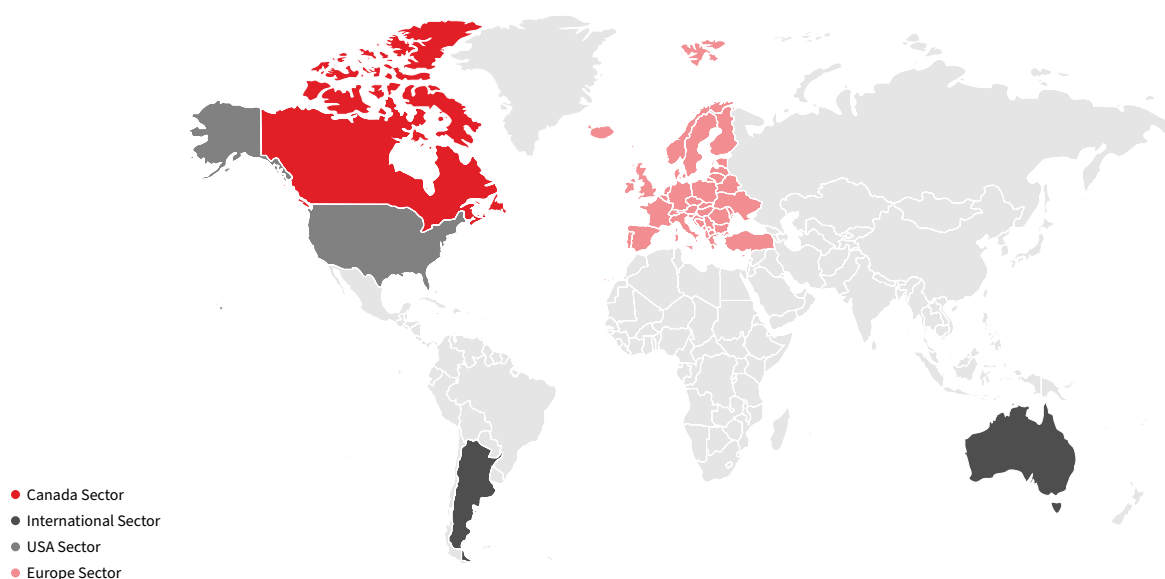 Canada Sector
International Sector
USA Sector
Europe Sector